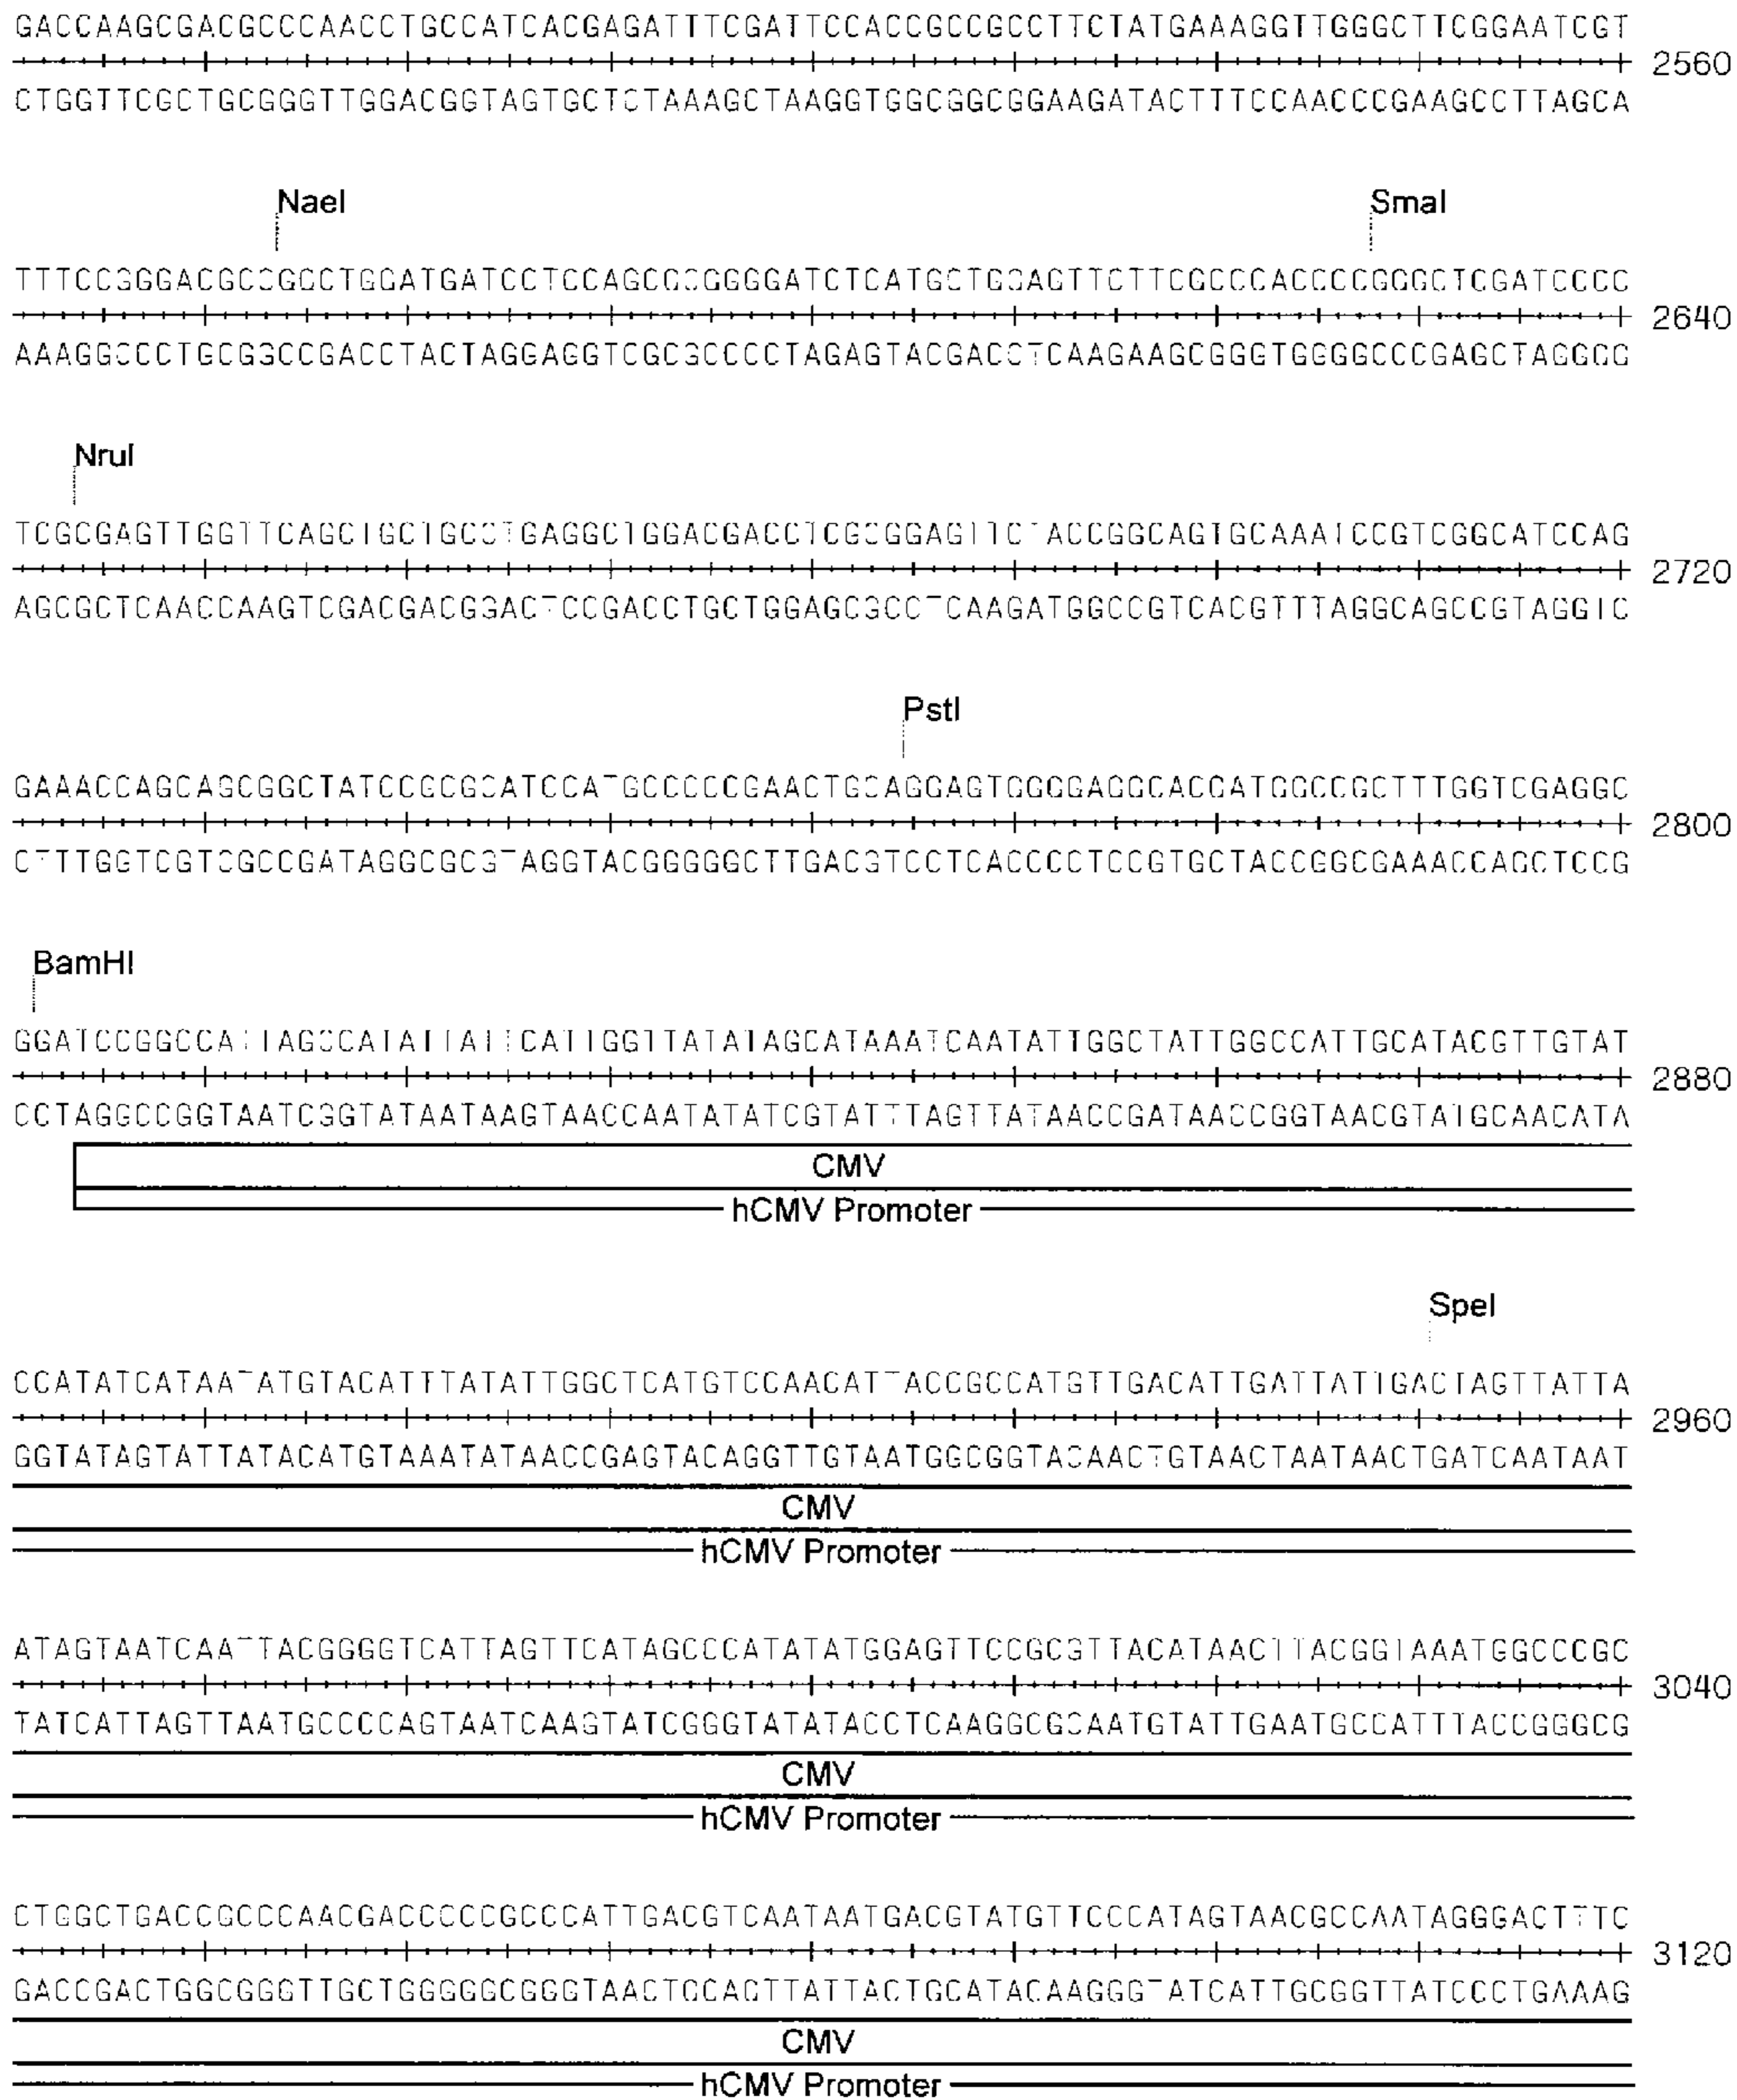 GACCAAGCGACGCCCAACCTGCCATCACGAGATTTCGATTCCACCGCCGCCTTCTATGAAAGGTTGGGCTTCGGAATCGT
2560
CTGGTTCGCTGCGGGTTGGACGGTAGTGCTCTAAAGCTAAGGTGGCGGCGGAAGATACTTTCCAACCCGAAGCCTTAGCA
NaeI
SmaI
TTTCCGGGACGCCGGCTGGATGATCCTCCAGCGCGGGGATCTCATGCTGGAGTTCTTCGCCCACCCCGGGCTCGATCCCC
2640
AAAGGCCCTGCGGCCGACCTACTAGGAGGTCGCGCCCCTAGAGTACGACCTCAAGAAGCGGGTGGGGCCCGAGCTAGGGG
NruI
TCGCGAGTTGGTTCAGCTGCTGCCTGAGGCTGGACGACCTCGCGGAGTTCTACCGGCAGTGCAAATCCGTCGGCATCCAG
2720
AGCGCTCAACCAAGTCGACGACGGACTCCGACCTGCTGGAGCGCCTCAAGATGGCCGTCACGTTTAGGCAGCCGTAGGTC
PstI
GAAACCAGCAGCGGCTATCCGCGCATCCATGCCCCCGAACTGCAGGAGTGGGGAGGCACGATGGCCGCTTTGGTCGAGGC
2800
CTTTGGTCGTCGCCGATAGGCGCGTAGGTACGGGGGCTTGACGTCCTCACCCCTCCGTGCTACCGGCGAAACCAGCTCCG
BamHI
GGATCCGGCCATTAGCCATATTATTCATTGGTTATATAGCATAAATCAATATTGGCTATTGGCCATTGCATACGTTGTAT
2880
CCTAGGCCGGTAATCGGTATAATAAGTAACCAATATATCGTATTTAGTTATAACCGATAACCGGTAACGTATGCAACATA
CMV
hCMV Promoter
SpeI
CCATATCATAATATGTACATTTATATTGGCTCATGTCCAACATTACCGCCATGTTGACATTGATTATTGACTAGTTATTA
2960
GGTATAGTATTATACATGTAAATATAACCGAGTACAGGTTGTAATGGCGGTACAACTGTAACTAATAACTGATCAATAAT
CMV
hCMV Promoter
ATAGTAATCAATTACGGGGTCATTAGTTCATAGCCCATATATGGAGTTCCGCGTTACATAACTTACGGTAAATGGCCCGC
3040
TATCATTAGTTAATGCCCCAGTAATCAAGTATCGGGTATATACCTCAAGGCGCAATGTATTGAATGCCATTTACCGGGCG
CMV
hCMV Promoter
CTGGCTGACCGCCCAACGACCCCCGCCCATTGACGTCAATAATGACGTATGTTCCCATAGTAACGCCAATAGGGACTTTC
3120
GACCGACTGGCGGGTTGCTGGGGGCGGGTAACTGCAGTTATTACTGCATACAAGGGTATCATTGCGGTTATCCCTGAAAG
CMV
hCMV Promoter